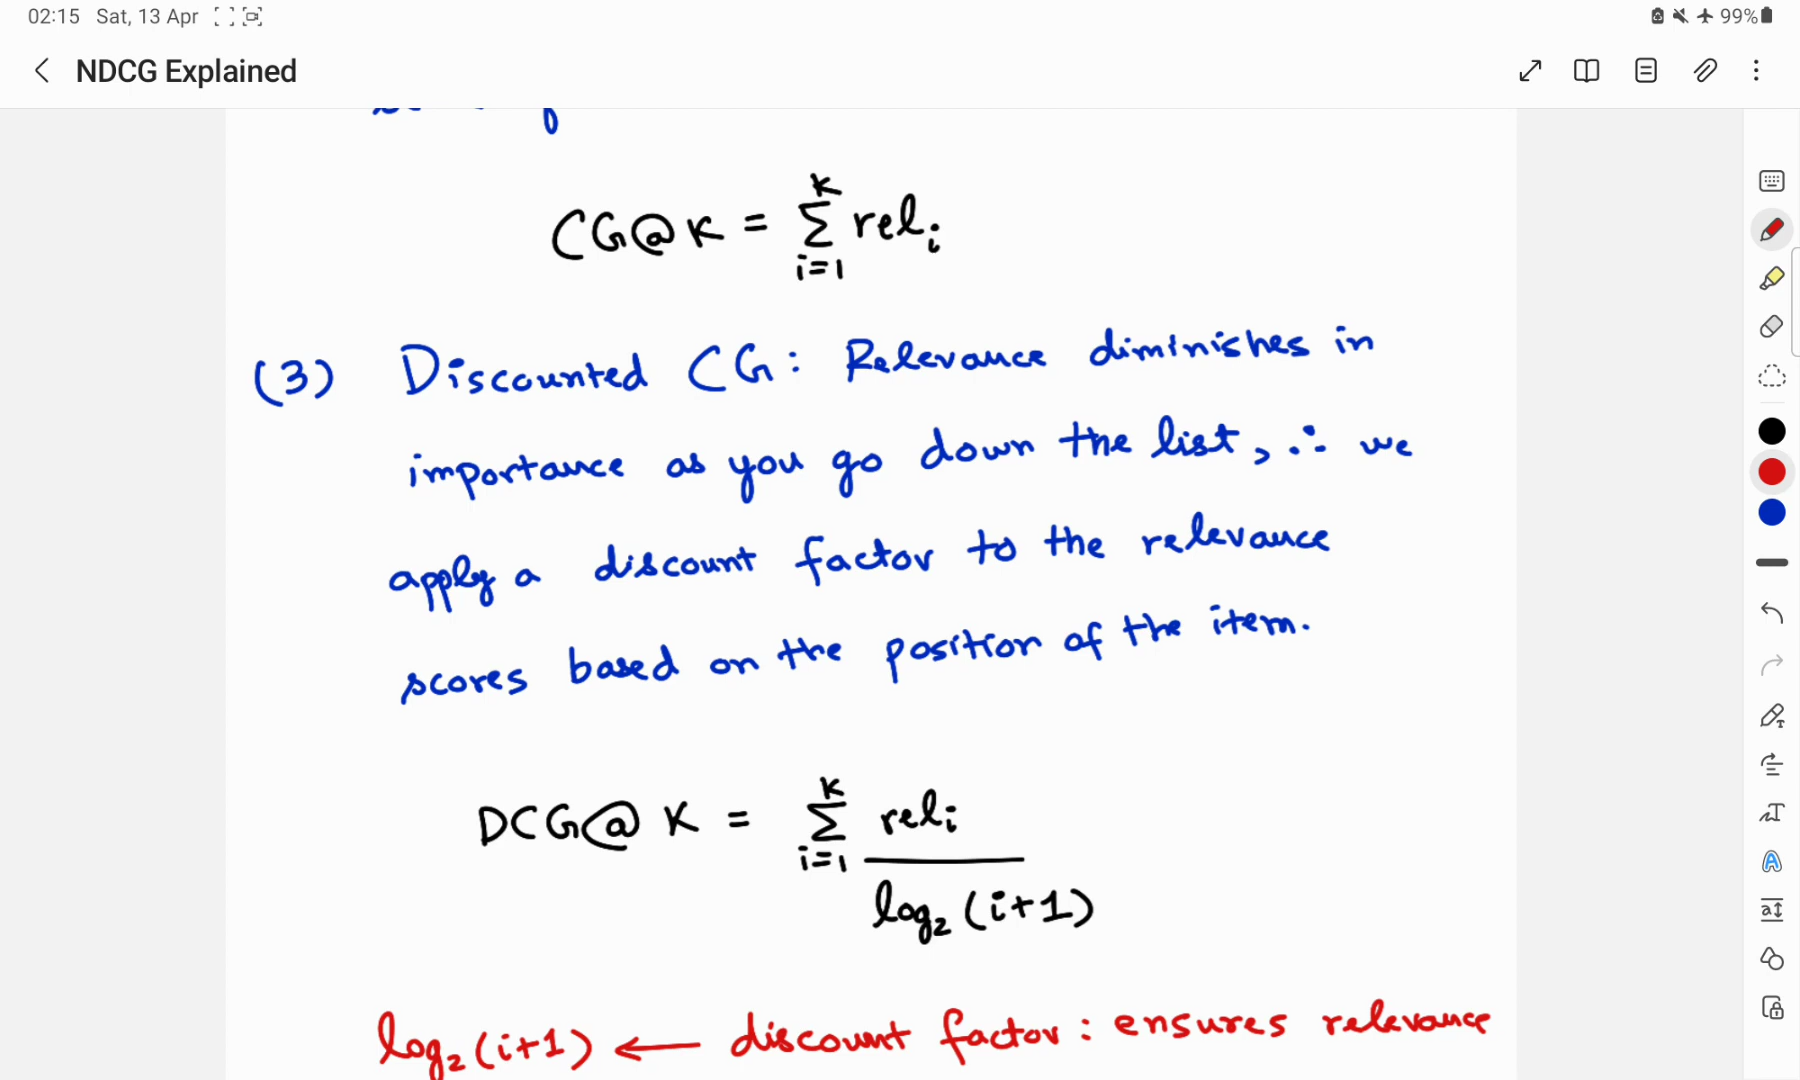 02:15 Sat, 13 Apr 99%
NDCG Explained
CG@K = Σ_{i=1}^{K} rel_i
(3) Discounted CG: Relevance diminishes in
importance as you go down the list, ∴ we
apply a discount factor to the relevance
scores based on the position of the item.
DCG@K = Σ_{i=1}^{K} rel_i / log₂(i+1)
log₂(i+1) ← discount factor: ensures relevance